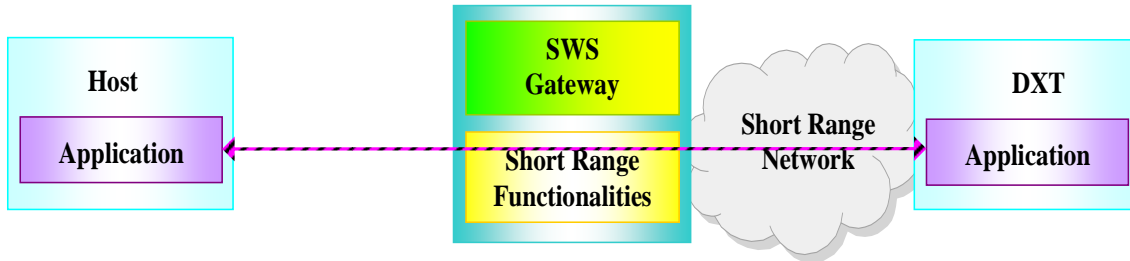 Host
Application
SWS
Gateway
Short Range
Functionalities
Short Range
Network
DXT
Application